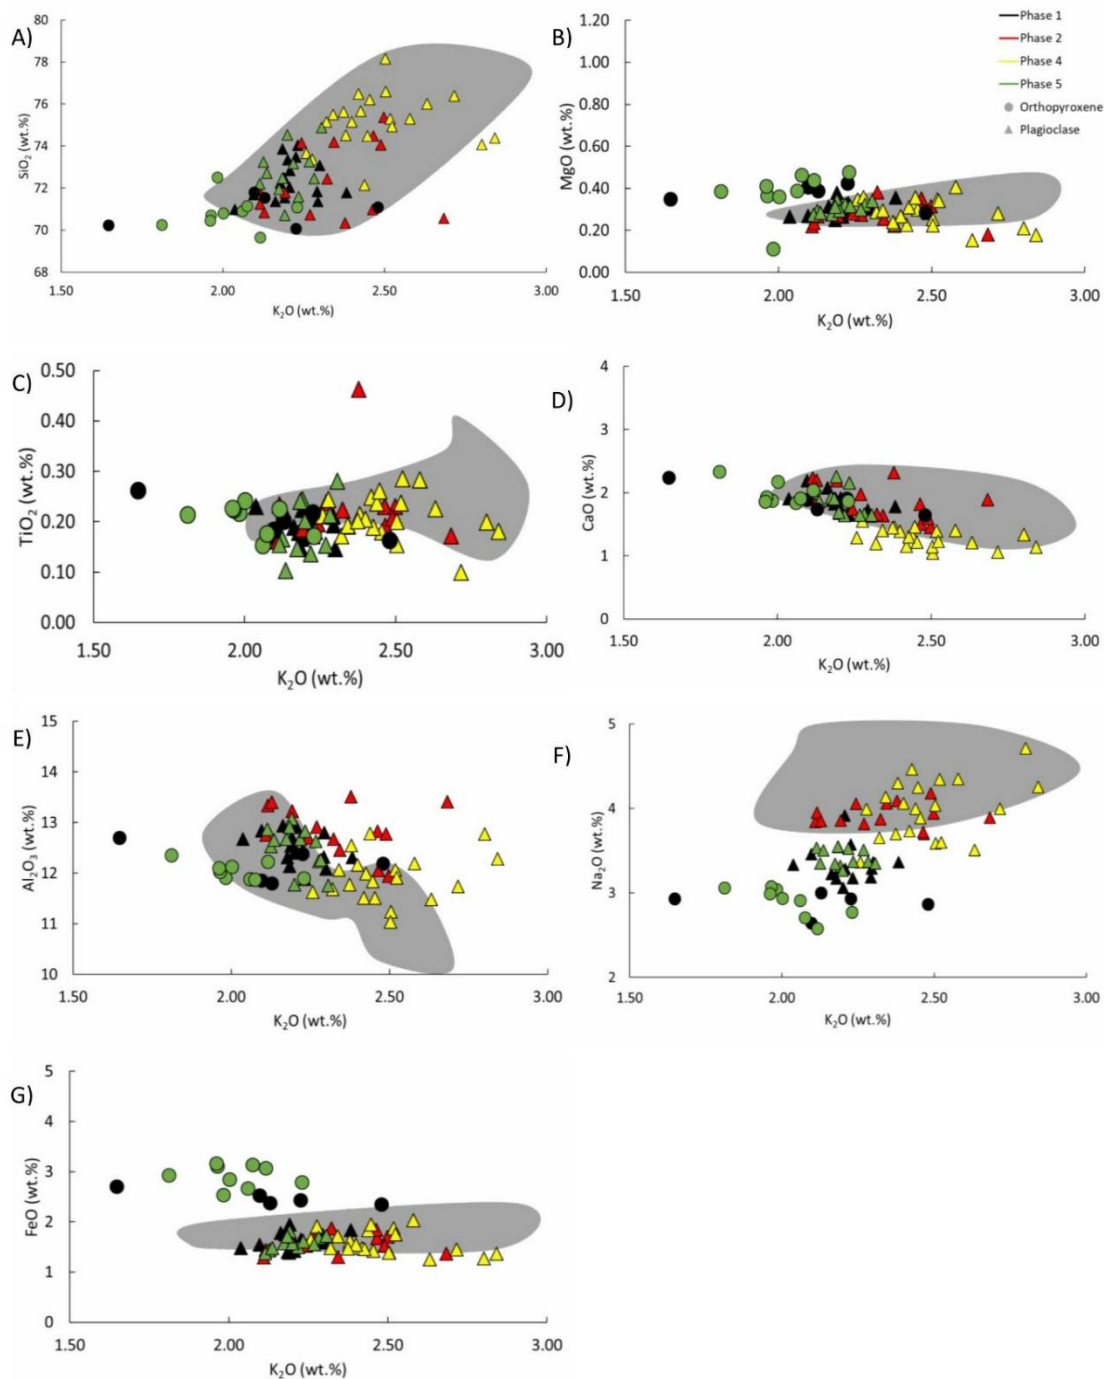 A)
80
78
76
74
72
70
68
SiO₂ (wt.%)
1.50 2.00 2.50 3.00
K₂O (wt.%)
B)
1.20
1.00
0.80
0.60
0.40
0.20
0.00
MgO (wt.%)
1.50 2.00 2.50 3.00
K₂O (wt.%)
Phase 1
Phase 2
Phase 4
Phase 5
Orthopyroxene
Plagioclase
C)
0.50
0.40
0.30
0.20
0.10
0.00
TiO₂ (wt.%)
1.50 2.00 2.50 3.00
K₂O (wt.%)
D)
4
3
2
1
0
CaO (wt.%)
1.50 2.00 2.50 3.00
K₂O (wt.%)
E)
15
14
13
12
11
10
Al₂O₃ (wt.%)
1.50 2.00 2.50 3.00
K₂O (wt.%)
F)
5
4
3
2
Na₂O (wt.%)
1.50 2.00 2.50 3.00
K₂O (wt.%)
G)
5
4
3
2
1
0
FeO (wt.%)
1.50 2.00 2.50 3.00
K₂O (wt.%)